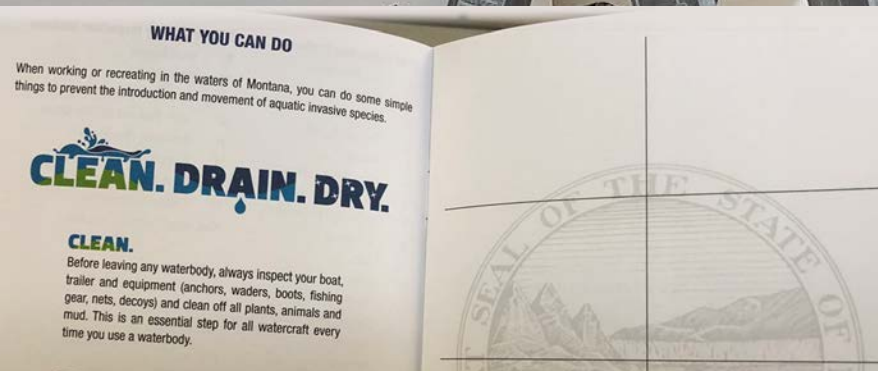 WHAT YOU CAN DO
When working or recreating in the waters of Montana, you can do some simple
things to prevent the introduction and movement of aquatic invasive species.
CLEAN. DRAIN. DRY.
CLEAN.
Before leaving any waterbody, always inspect your boat,
trailer and equipment (anchors, waders, boots, fishing
gear, nets, decoys) and clean off all plants, animals and
mud. This is an essential step for all watercraft every
time you use a waterbody.
SEAL OF THE STATE OF